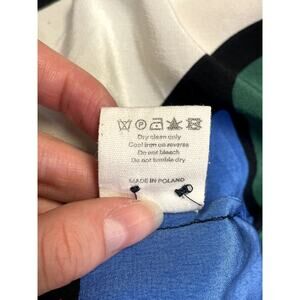 Dry clean only
Cool iron on reverse
Do not bleach
Do not tumble dry
MADE IN POLAND